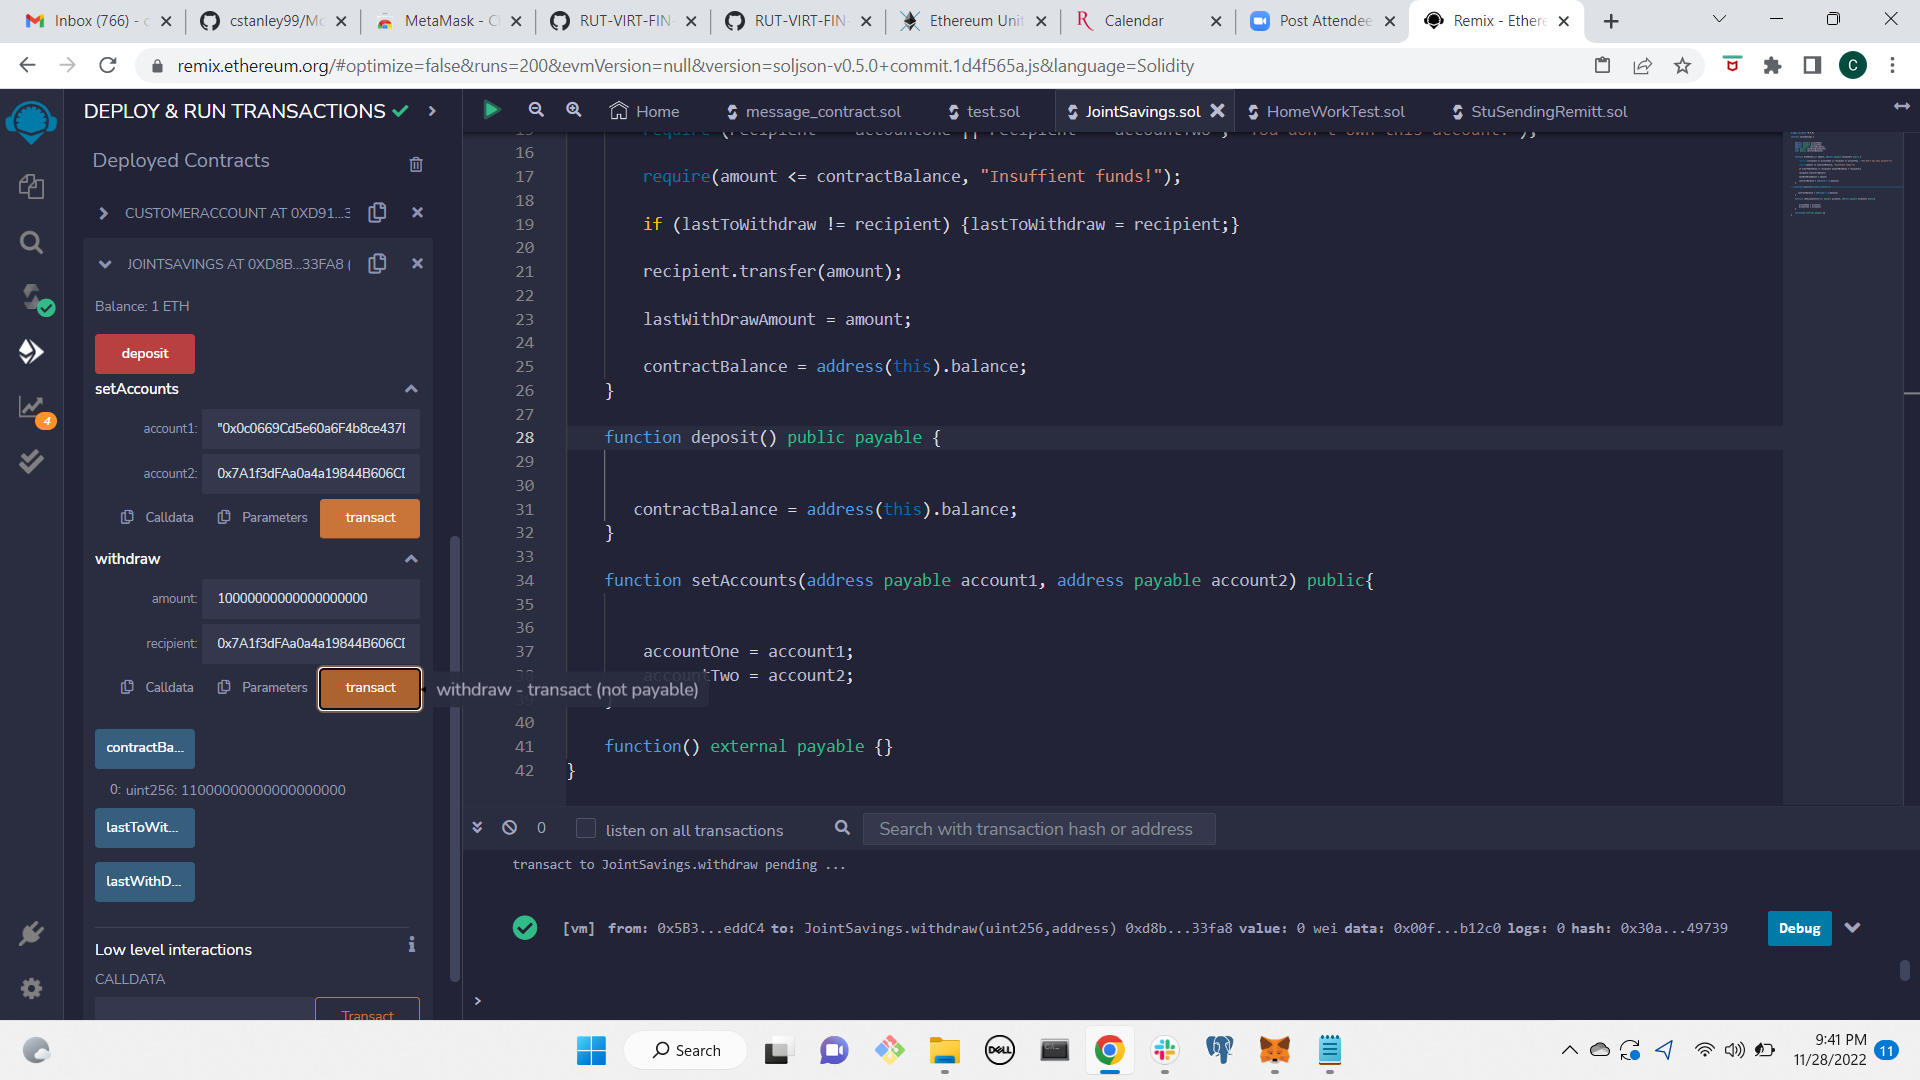 Inbox (766) - c
cstanley99/Mo
MetaMask - C
RUT-VIRT-FIN-
RUT-VIRT-FIN-
Ethereum Unit
Calendar
Post Attendee
Remix - Ethere
remix.ethereum.org/#optimize=false&runs=200&evmVersion=null&version=soljson-v0.5.0+commit.1d4f565a.js&language=Solidity
C
DEPLOY & RUN TRANSACTIONS
Home
message_contract.sol
test.sol
JointSavings.sol
HomeWorkTest.sol
StuSendingRemitt.sol
Deployed Contracts
CUSTOMERACCOUNT AT 0XD91...3
JOINTSAVINGS AT 0XD8B...33FA8 (
Balance: 1 ETH
deposit
setAccounts
account1: "0x0c0669Cd5e60a6F4b8ce437E
account2: 0x7A1f3dFAa0a4a19844B606CD
Calldata Parameters transact
withdraw
amount: 10000000000000000000
recipient: 0x7A1f3dFAa0a4a19844B606CD
Calldata Parameters transact
withdraw - transact (not payable)
contractBa...
0: uint256: 11000000000000000000
lastToWit...
lastWithD...
Low level interactions
CALLDATA
Transact
4
16
17 require(amount <= contractBalance, "Insuffient funds!");
18
19 if (lastToWithdraw != recipient) {lastToWithdraw = recipient;}
20
21 recipient.transfer(amount);
22
23 lastWithDrawAmount = amount;
24
25 contractBalance = address(this).balance;
26 }
27
28 function deposit() public payable {
29
30
31 contractBalance = address(this).balance;
32 }
33
34 function setAccounts(address payable account1, address payable account2) public{
35
36
37 accountOne = account1;
accountTwo = account2;
40
41 function() external payable {}
42 }
0
listen on all transactions
Search with transaction hash or address
transact to JointSavings.withdraw pending ...
[vm] from: 0x5B3...eddC4 to: JointSavings.withdraw(uint256,address) 0xd8b...33fa8 value: 0 wei data: 0x00f...b12c0 logs: 0 hash: 0x30a...49739
Debug
>
Search
DELL
9:41 PM
11/28/2022
11